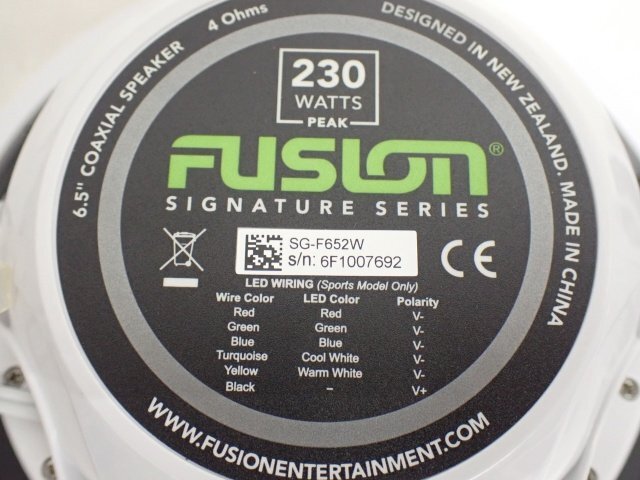 6.5" COAXIAL SPEAKER 4 Ohms
DESIGNED IN NEW ZEALAND. MADE IN CHINA
230
WATTS
PEAK
FUSION®
SIGNATURE SERIES
SG-F652W
s/n: 6F1007692
CE
LED WIRING (Sports Model Only)
Wire Color LED Color Polarity
Red Red V-
Green Green V-
Blue Blue V-
Turquoise Cool White V-
Yellow Warm White V-
Black – V+
WWW.FUSIONENTERTAINMENT.COM